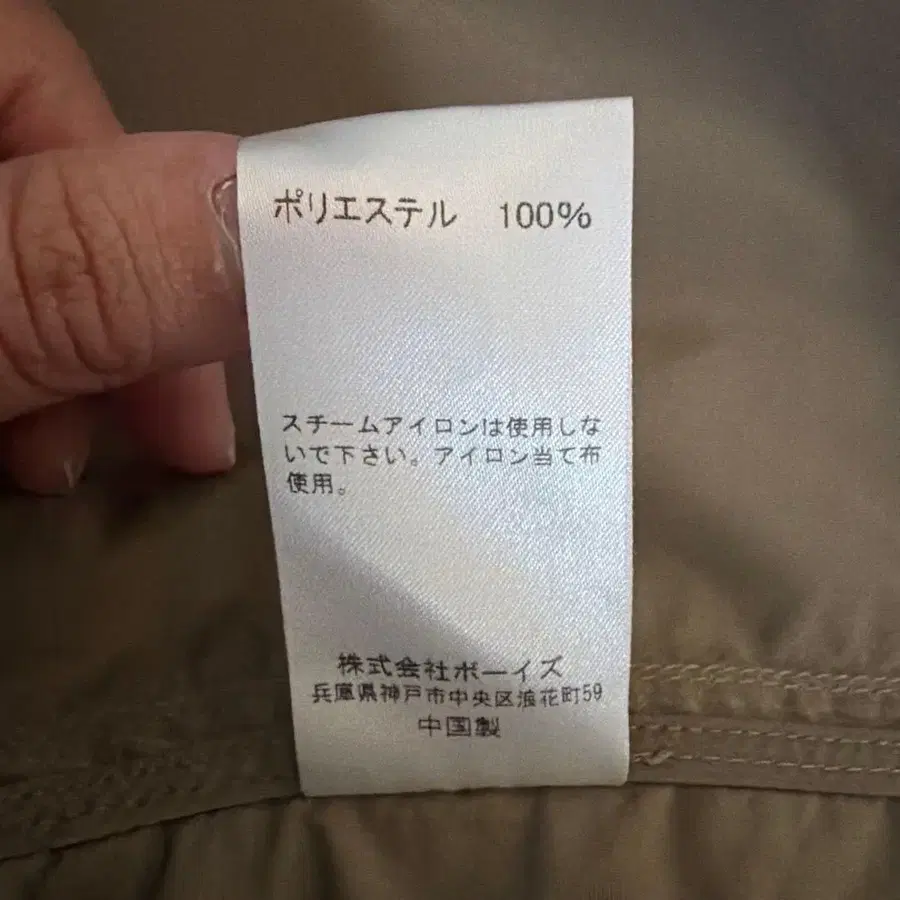 ポリエステル 100%
スチームアイロンは使用しな
いで下さい。アイロン当て布
使用。
株式会社ボーイズ
兵庫県神戸市中央区浪花町59
中国製